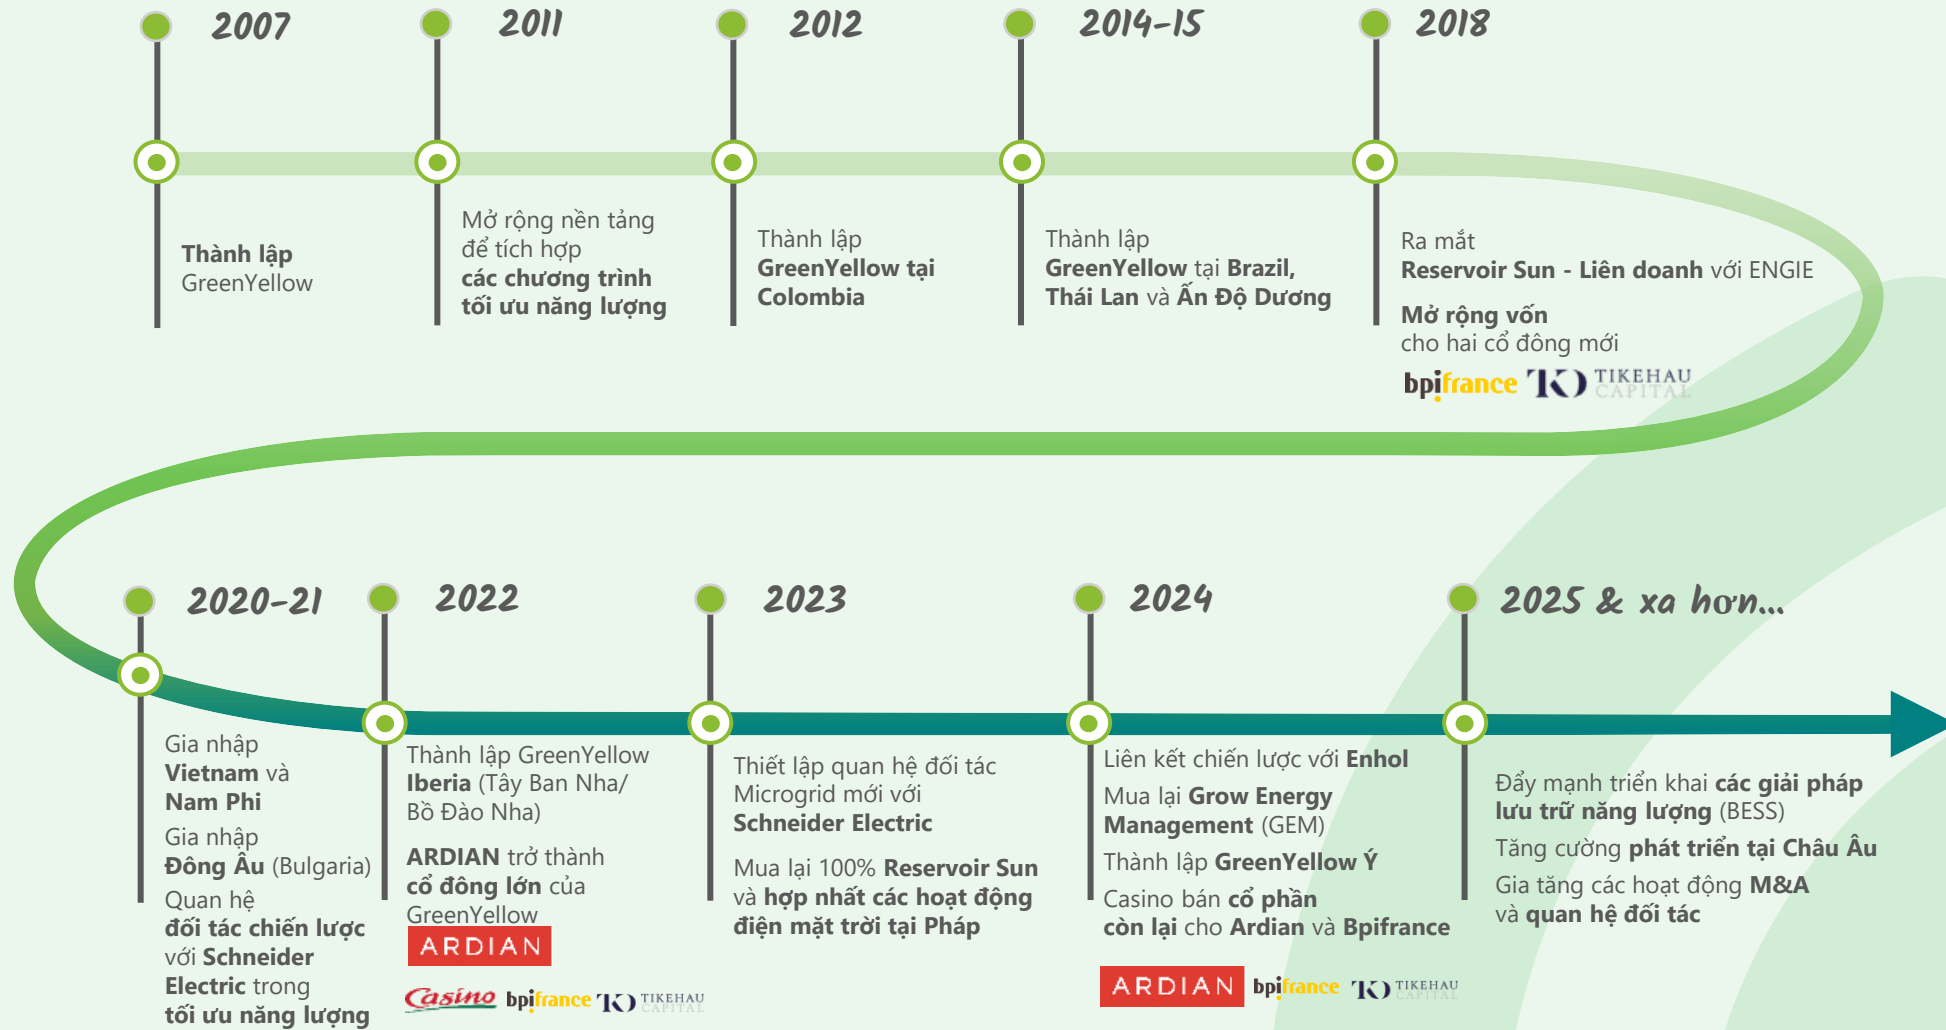 2007
Thành lập
GreenYellow
2011
Mở rộng nền tảng
để tích hợp
các chương trình
tối ưu năng lượng
2012
Thành lập
GreenYellow tại
Colombia
2014-15
Thành lập
GreenYellow tại Brazil,
Thái Lan và Ấn Độ Dương
2018
Ra mắt
Reservoir Sun - Liên doanh với ENGIE
Mở rộng vốn
cho hai cổ đông mới
bpifrance TKO TIKEHAU
CAPITAL
2020-21
Gia nhập
Vietnam và
Nam Phi
Gia nhập
Đông Âu (Bulgaria)
Quan hệ
đối tác chiến lược
với Schneider
Electric trong
tối ưu năng lượng
2022
Thành lập GreenYellow
Iberia (Tây Ban Nha/
Bồ Đào Nha)
ARDIAN trở thành
cổ đông lớn của
GreenYellow
ARDIAN
Casino bpifrance TKO TIKEHAU
CAPITAL
2023
Thiết lập quan hệ đối tác
Microgrid mới với
Schneider Electric
Mua lại 100% Reservoir Sun
và hợp nhất các hoạt động
điện mặt trời tại Pháp
2024
Liên kết chiến lược với Enhol
Mua lại Grow Energy
Management (GEM)
Thành lập GreenYellow Ý
Casino bán cổ phần
còn lại cho Ardian và Bpifrance
ARDIAN bpifrance TKO TIKEHAU
CAPITAL
2025 & xa hơn...
Đẩy mạnh triển khai các giải pháp
lưu trữ năng lượng (BESS)
Tăng cường phát triển tại Châu Âu
Gia tăng các hoạt động M&A
và quan hệ đối tác